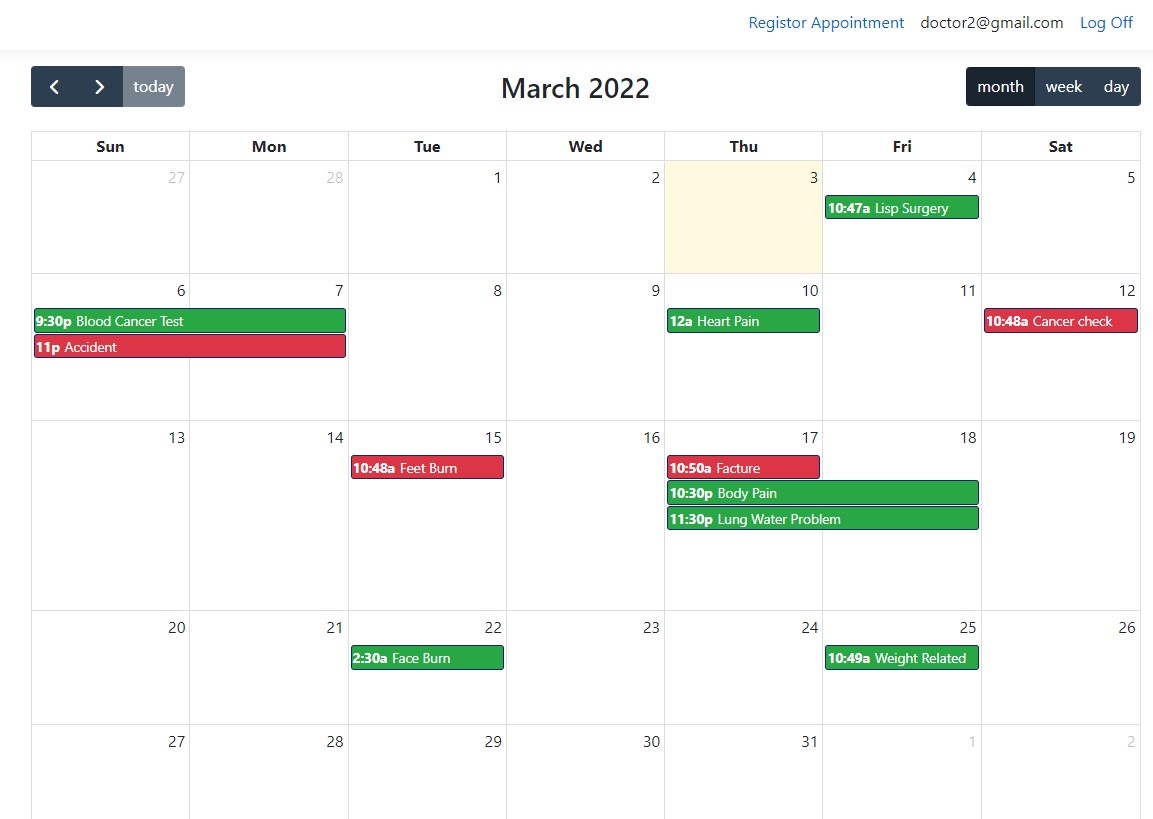 Registor Appointment doctor2@gmail.com Log Off
today March 2022 month week day
Sun Mon Tue Wed Thu Fri Sat
27 28 1 2 3 4 5
10:47a Lisp Surgery
6 7 8 9 10 11 12
9:30p Blood Cancer Test 12a Heart Pain 10:48a Cancer check
11p Accident
13 14 15 16 17 18 19
10:48a Feet Burn 10:50a Facture
10:30p Body Pain
11:30p Lung Water Problem
20 21 22 23 24 25 26
2:30a Face Burn 10:49a Weight Related
27 28 29 30 31 1 2